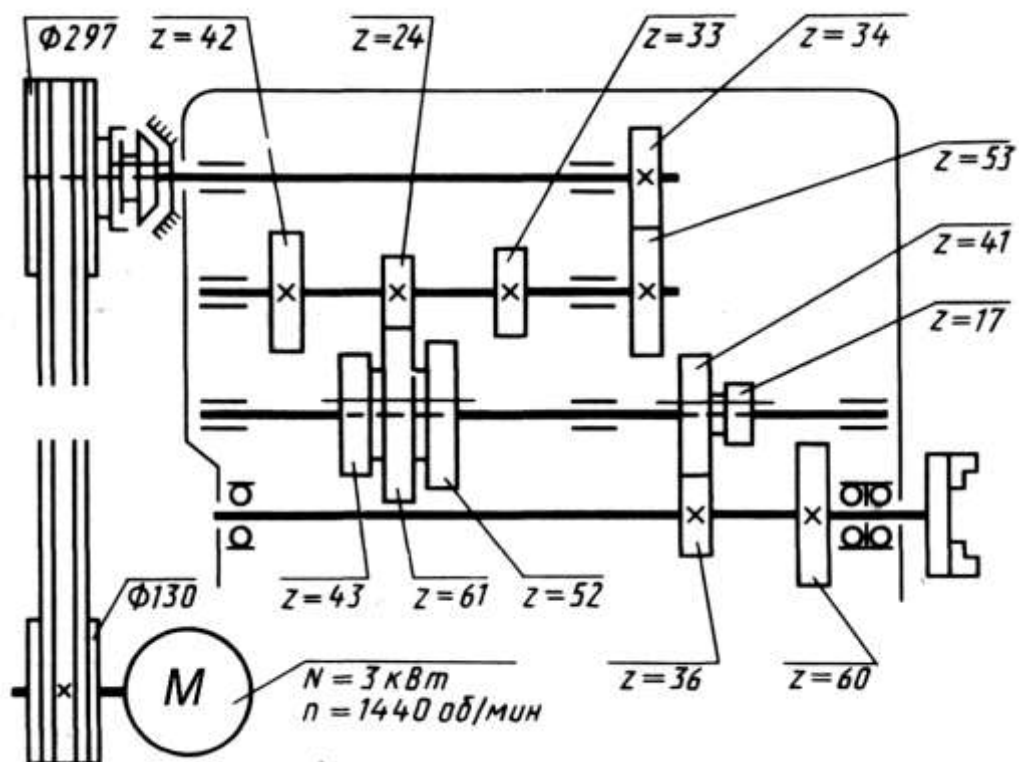 Φ297
z=42
z=24
z=33
z=34
z=53
z=41
z=17
z=43
z=61
z=52
Φ130
М
N = 3 кВт
n = 1440 об/мин
z=36
z=60